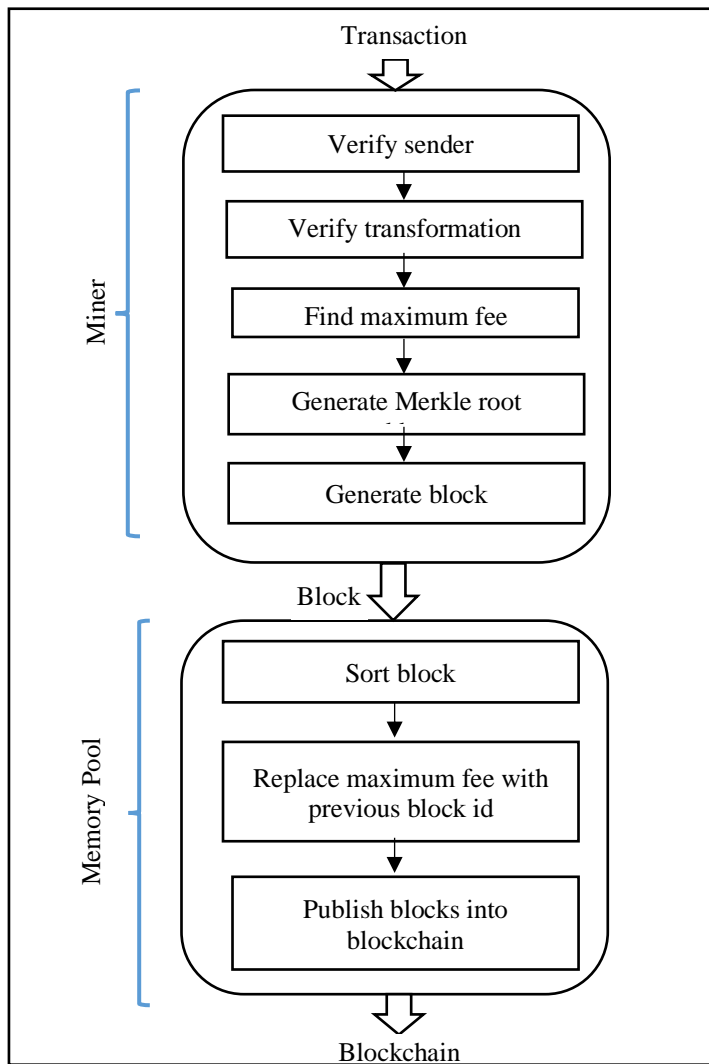 Transaction
Miner
Verify sender
Verify transformation
Find maximum fee
Generate Merkle root
Generate block
Block
Memory Pool
Sort block
Replace maximum fee with
previous block id
Publish blocks into
blockchain
Blockchain